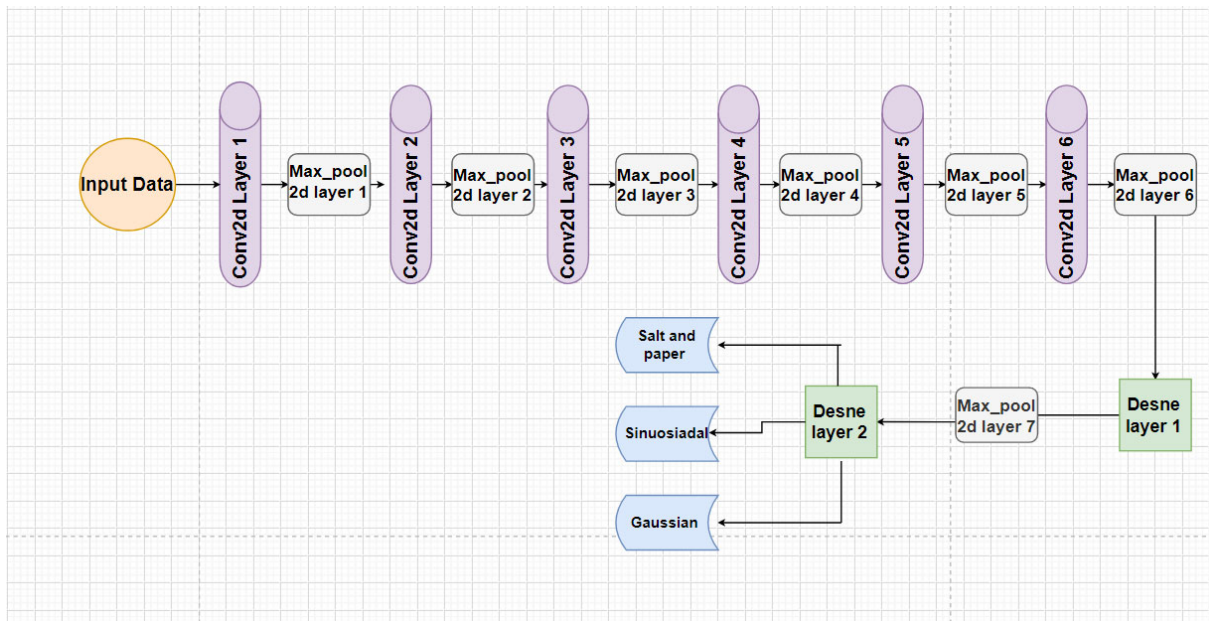 Input Data
Conv2d Layer 1
Max_pool
2d layer 1
Conv2d Layer 2
Max_pool
2d layer 2
Conv2d Layer 3
Max_pool
2d layer 3
Conv2d Layer 4
Max_pool
2d layer 4
Conv2d Layer 5
Max_pool
2d layer 5
Conv2d Layer 6
Max_pool
2d layer 6
Desne
layer 1
Max_pool
2d layer 7
Desne
layer 2
Salt and
paper
Sinuosiadal
Gaussian